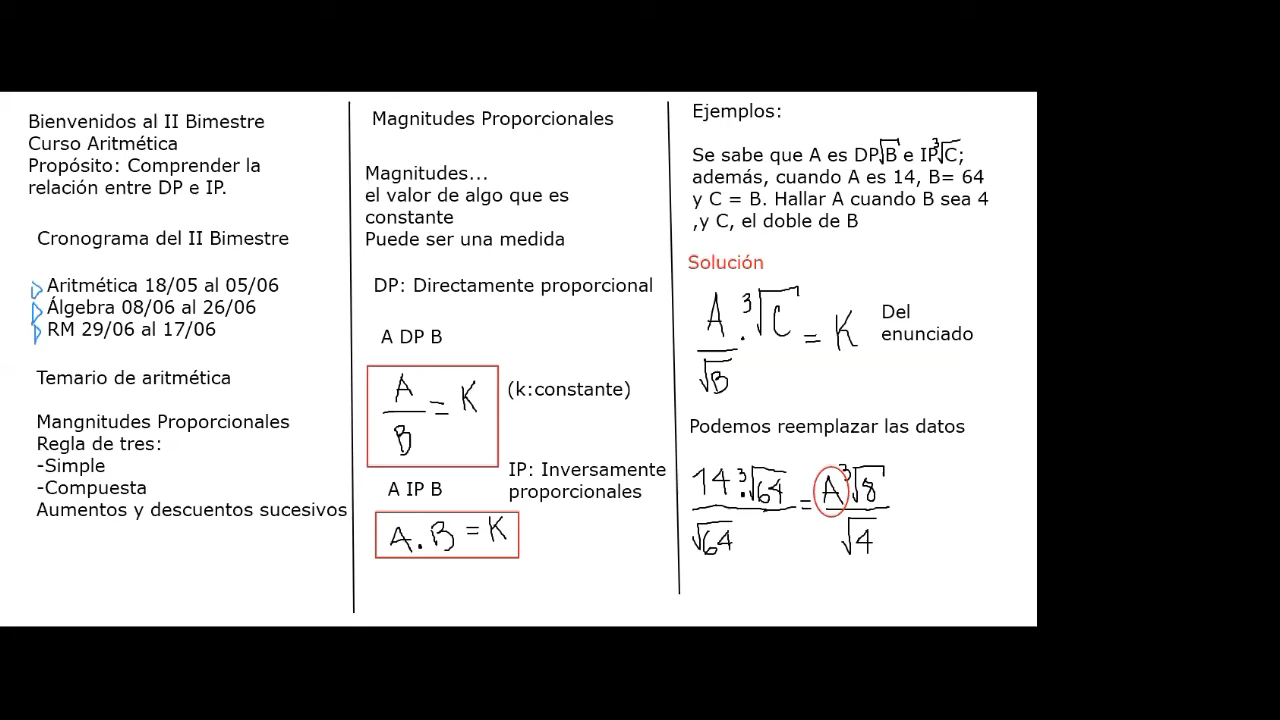 Bienvenidos al II Bimestre
Curso Aritmética
Propósito: Comprender la
relación entre DP e IP.
Cronograma del II Bimestre
Aritmética 18/05 al 05/06
Álgebra 08/06 al 26/06
RM 29/06 al 17/06
Temario de aritmética
Mangnitudes Proporcionales
Regla de tres:
-Simple
-Compuesta
Aumentos y descuentos sucesivos
Magnitudes Proporcionales
Magnitudes...
el valor de algo que es
constante
Puede ser una medida
DP: Directamente proporcional
A DP B
A/B = K (k:constante)
IP: Inversamente
proporcionales
A IP B
A.B = K
Ejemplos:
Se sabe que A es DP√B e IP³√C;
además, cuando A es 14, B= 64
y C = B. Hallar A cuando B sea 4
,y C, el doble de B
Solución
A/√B . ³√C = K
Del
enunciado
Podemos reemplazar las datos
14.³√64/√64 = A³√8/√4